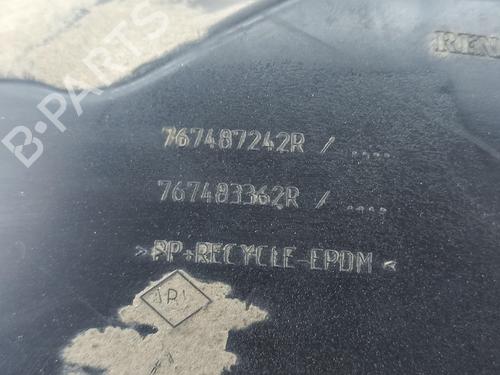 B-PARTS
REN
767487242R / ....
767483362R / ....
»PP+RECYCLE-EPDM«